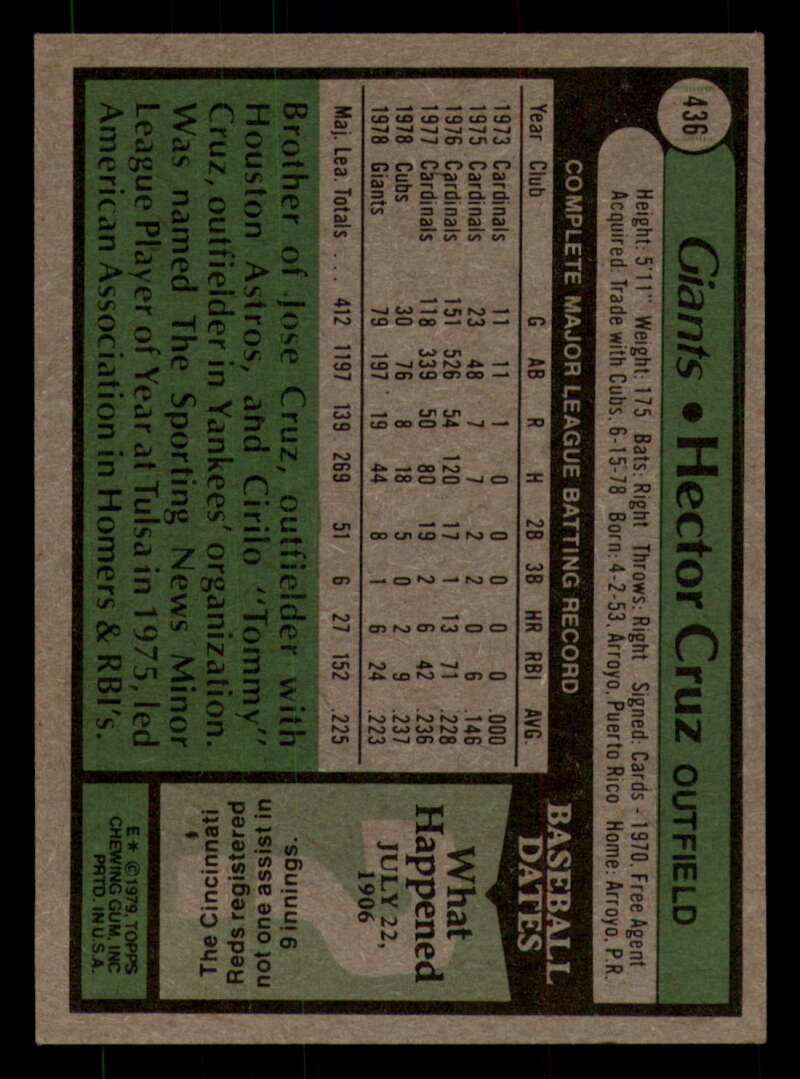 436
Giants • Hector Cruz OUTFIELD
Height: 5'11" Weight: 175 Bats: Right Throws: Right Signed: Cards - 1970, Free Agent
Acquired: Trade with Cubs, 6-15-78 Born: 4-2-53, Arroyo, Puerto Rico Home: Arroyo, P.R.
COMPLETE MAJOR LEAGUE BATTING RECORD
Year Club G AB R H 2B 3B HR RBI AVG.
1973 Cardinals 11 11 1 0 0 0 0 0 .000
1975 Cardinals 23 48 7 7 2 2 0 6 .146
1976 Cardinals 151 526 54 120 17 1 13 71 .228
1977 Cardinals 118 339 50 80 19 2 6 42 .236
1978 Cubs 30 76 8 18 5 0 2 9 .237
1978 Giants 79 197 19 44 8 1 6 24 .223
Maj. Lea. Totals . . . 412 1197 139 269 51 6 27 152 .225
Brother of Jose Cruz, outfielder with
Houston Astros, and Cirilo "Tommy"
Cruz, outfielder in Yankees' organization.
Was named The Sporting News Minor
League Player of Year at Tulsa in 1975, led
American Association in Homers & RBI's.
BASEBALL
DATES
What
Happened
JULY 22,
1906
?
The Cincinnati
Reds registered
not one assist in
9 innings.
E* ©1979, TOPPS
CHEWING GUM, INC
PRTD. IN U.S.A.